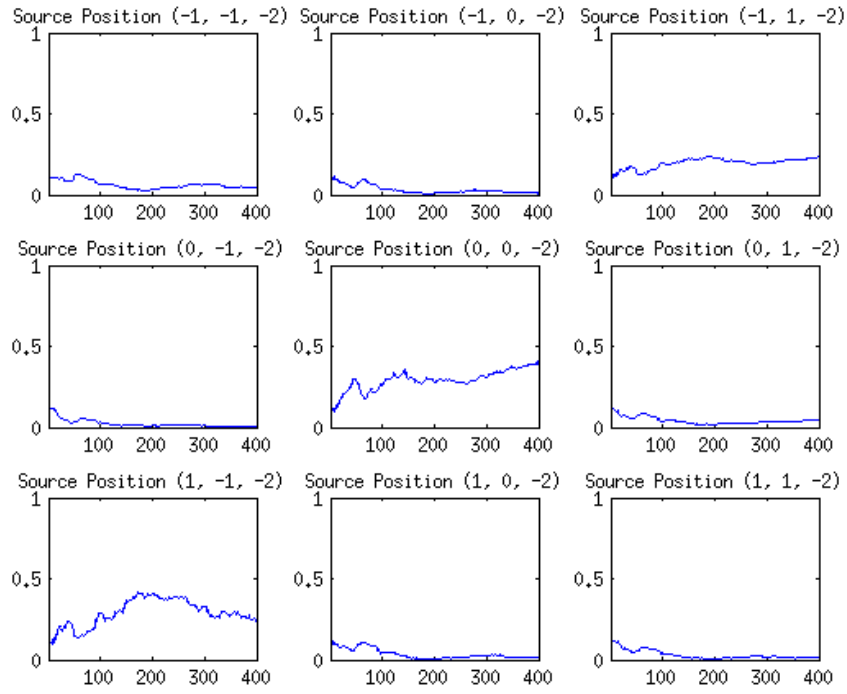 Source Position (-1, -1, -2) Source Position (-1, 0, -2) Source Position (-1, 1, -2)
1 1 1
0.5 0.5 0.5
0 0 0
100 200 300 400 100 200 300 400 100 200 300 400
Source Position (0, -1, -2) Source Position (0, 0, -2) Source Position (0, 1, -2)
1 1 1
0.5 0.5 0.5
0 0 0
100 200 300 400 100 200 300 400 100 200 300 400
Source Position (1, -1, -2) Source Position (1, 0, -2) Source Position (1, 1, -2)
1 1 1
0.5 0.5 0.5
0 0 0
100 200 300 400 100 200 300 400 100 200 300 400